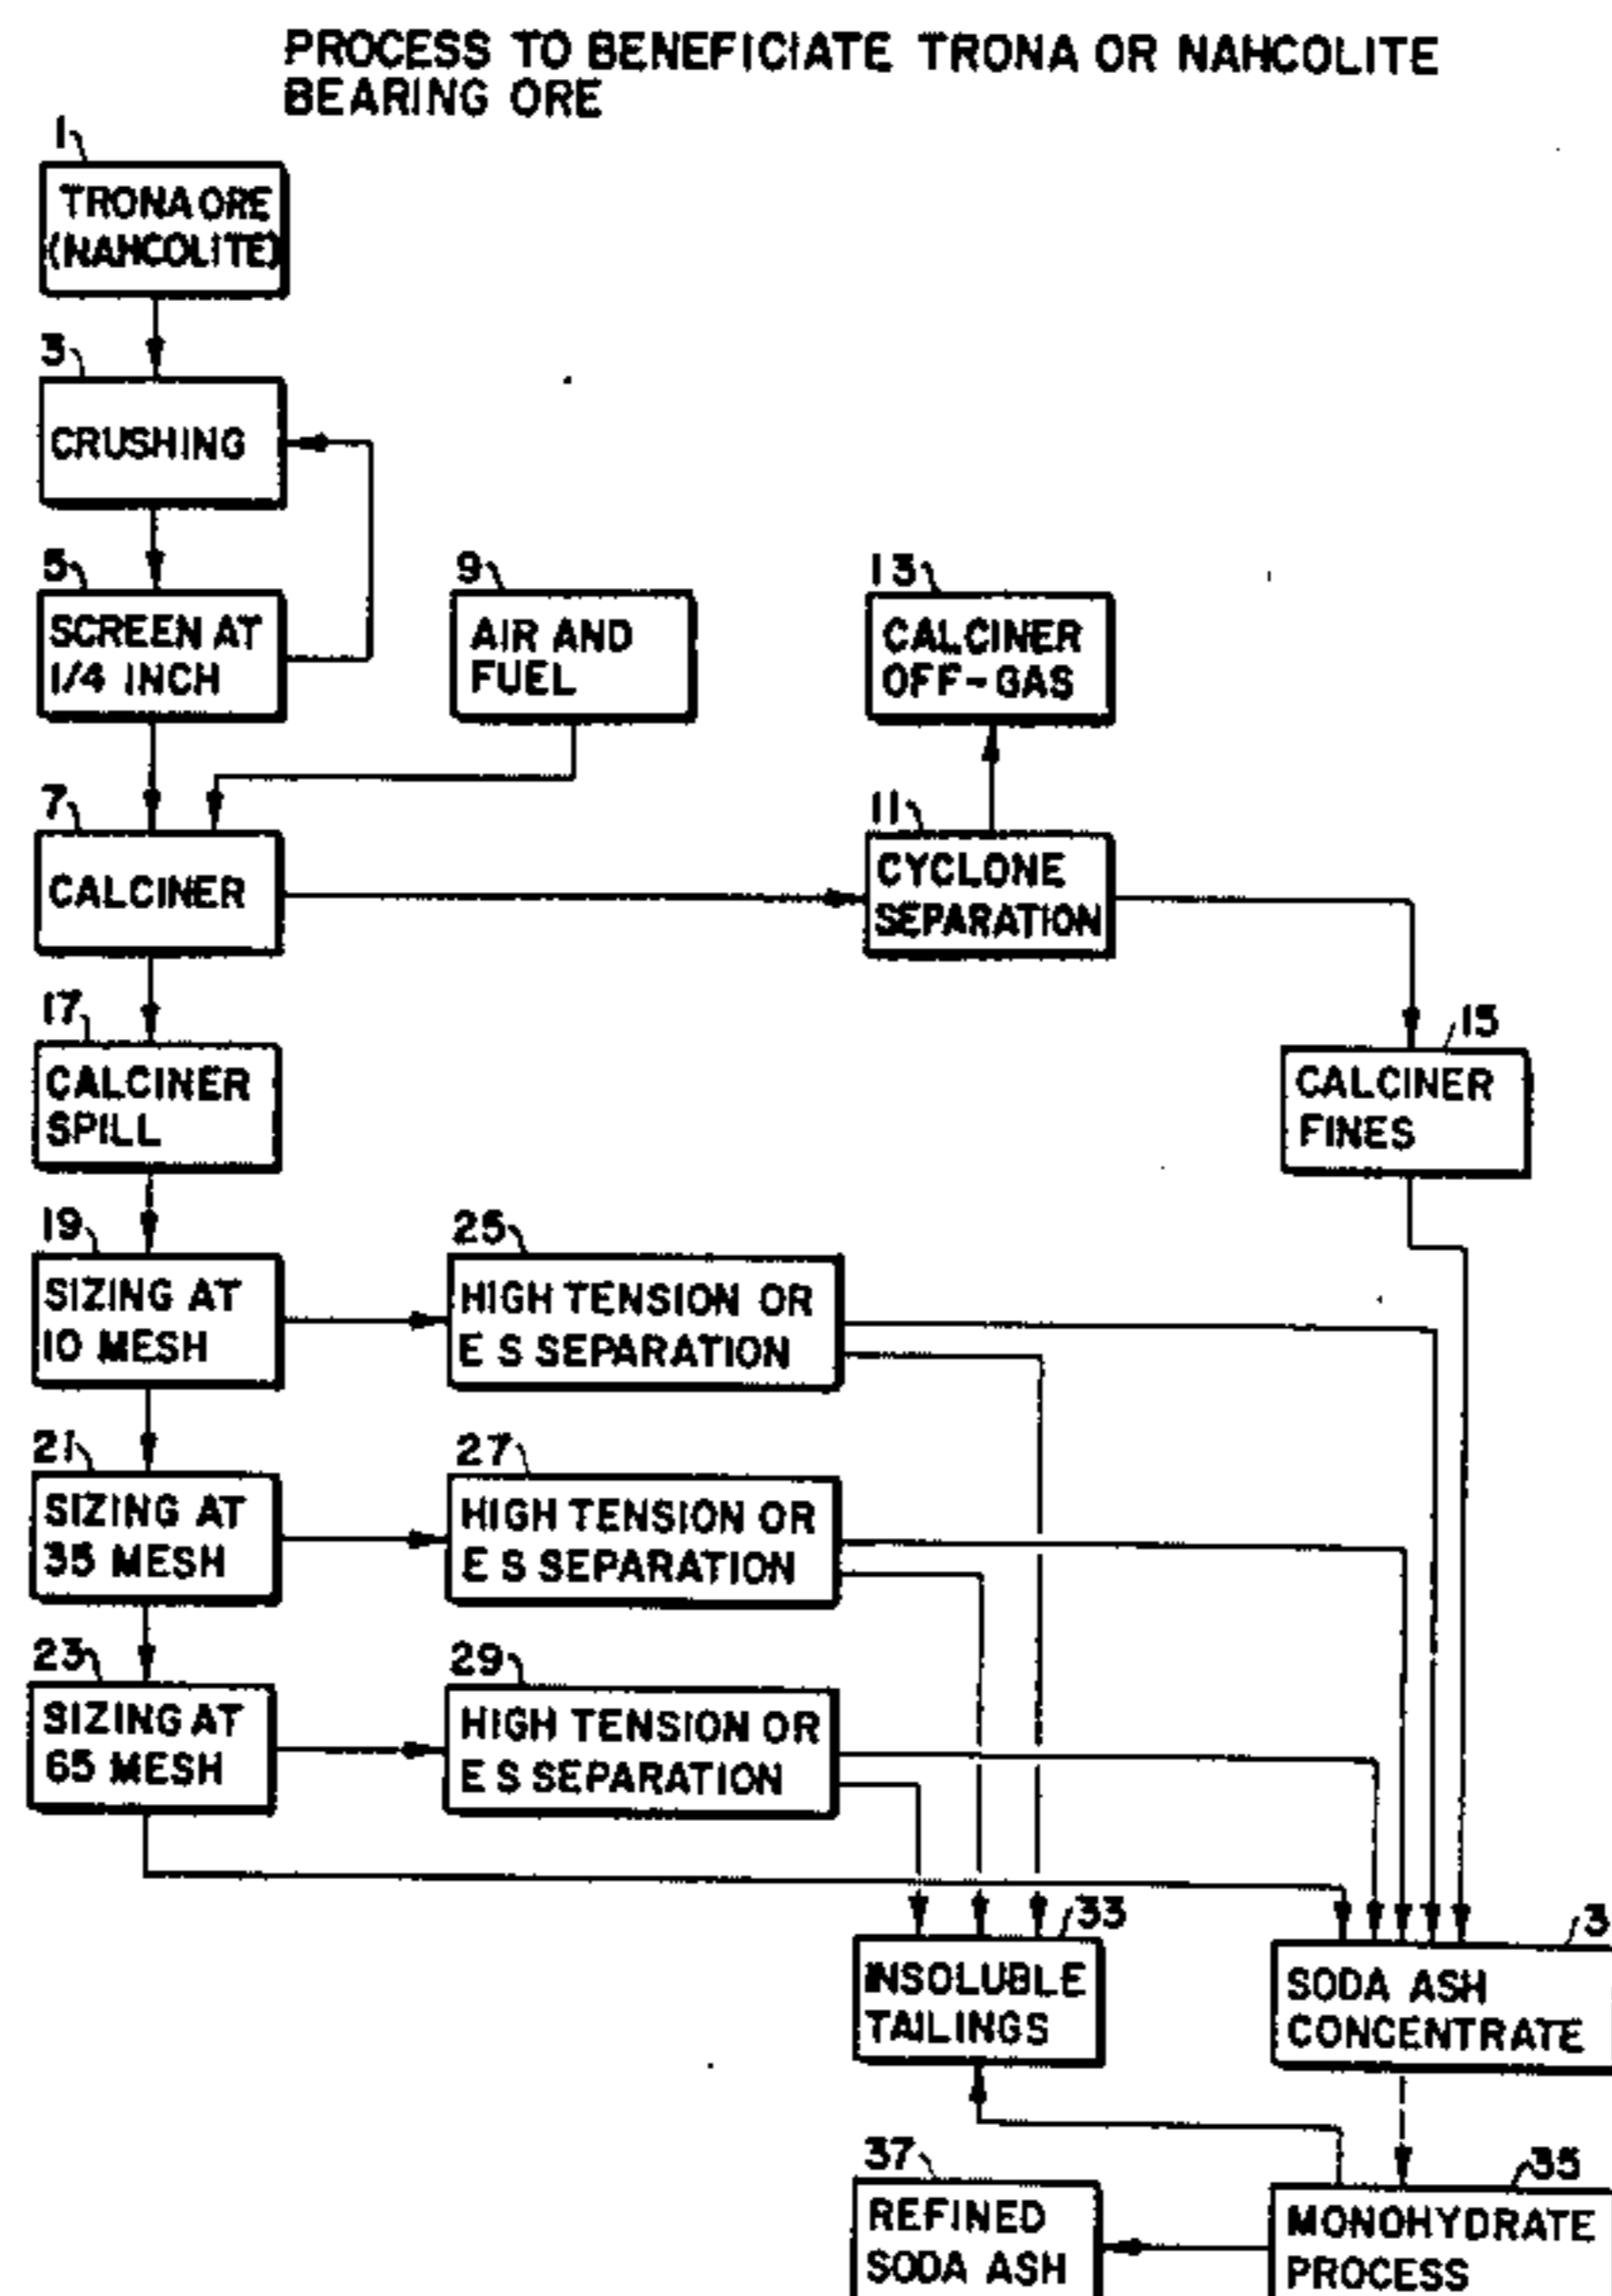 PROCESS TO BENEFICIATE TRONA OR NAHCOLITE
BEARING ORE
1
TRONA ORE
(NAHCOLITE)
3
CRUSHING
5
SCREEN AT
1/4 INCH
9
AIR AND
FUEL
13
CALCINER
OFF-GAS
7
CALCINER
11
CYCLONE
SEPARATION
17
CALCINER
SPILL
15
CALCINER
FINES
19
SIZING AT
10 MESH
25
HIGH TENSION OR
E S SEPARATION
21
SIZING AT
35 MESH
27
HIGH TENSION OR
E S SEPARATION
23
SIZING AT
65 MESH
29
HIGH TENSION OR
E S SEPARATION
33
INSOLUBLE
TAILINGS
3
SODA ASH
CONCENTRATE
37
REFINED
SODA ASH
35
MONOHYDRATE
PROCESS